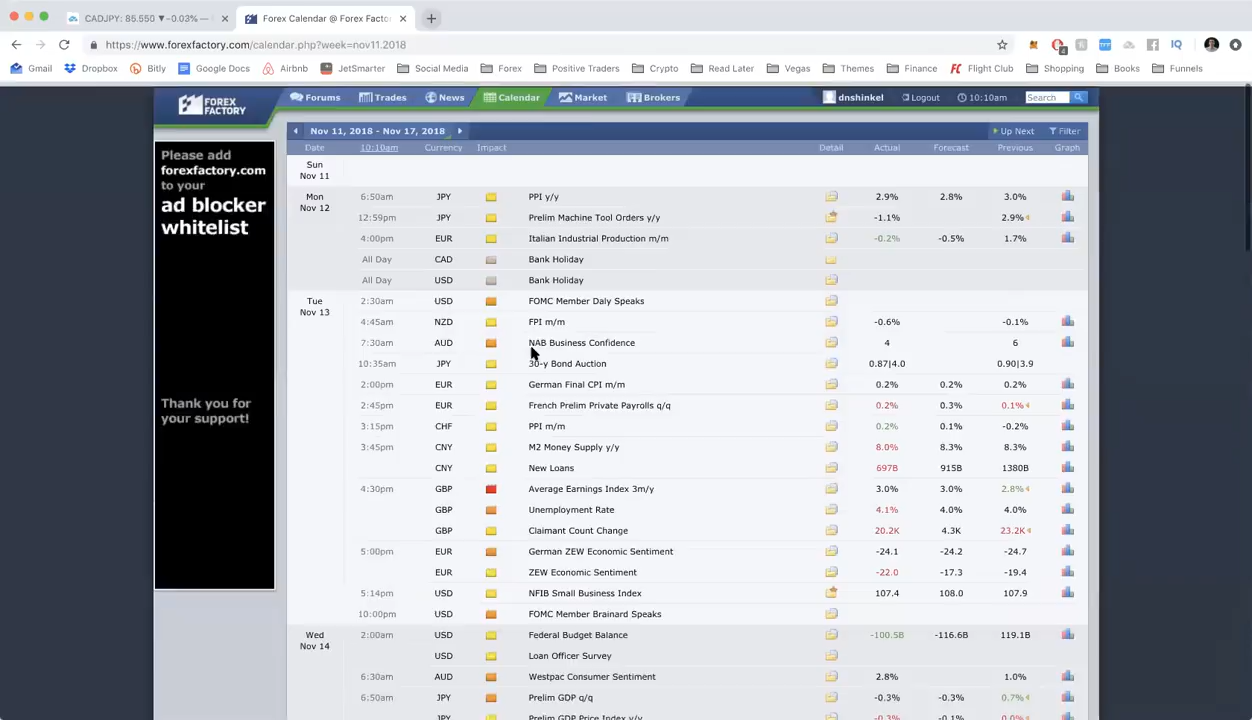 CADJPY: 85.550 ▼−0.03% —
Forex Calendar @ Forex Facto
https://www.forexfactory.com/calendar.php?week=nov11.2018
4 TFF IQ
Gmail Dropbox Bitly Google Docs Airbnb JetSmarter Social Media Forex Positive Traders Crypto Read Later Vegas Themes Finance Flight Club Shopping Books Funnels
FOREX FACTORY
Forums Trades News Calendar Market Brokers dnshinkel Logout 10:10am Search
Please add
forexfactory.com
to your
ad blocker
whitelist
Thank you for
your support!
Nov 11, 2018 - Nov 17, 2018 Up Next Filter
Date 10:10am Currency Impact Detail Actual Forecast Previous Graph
Sun
Nov 11
Mon
Nov 12
6:50am JPY PPI y/y 2.9% 2.8% 3.0%
12:59pm JPY Prelim Machine Tool Orders y/y -1.1% 2.9%
4:00pm EUR Italian Industrial Production m/m -0.2% -0.5% 1.7%
All Day CAD Bank Holiday
All Day USD Bank Holiday
Tue
Nov 13
2:30am USD FOMC Member Daly Speaks
4:45am NZD FPI m/m -0.6% -0.1%
7:30am AUD NAB Business Confidence 4 6
10:35am JPY 30-y Bond Auction 0.87|4.0 0.90|3.9
2:00pm EUR German Final CPI m/m 0.2% 0.2% 0.2%
2:45pm EUR French Prelim Private Payrolls q/q 0.2% 0.3% 0.1%
3:15pm CHF PPI m/m 0.2% 0.1% -0.2%
3:45pm CNY M2 Money Supply y/y 8.0% 8.3% 8.3%
CNY New Loans 697B 915B 1380B
4:30pm GBP Average Earnings Index 3m/y 3.0% 3.0% 2.8%
GBP Unemployment Rate 4.1% 4.0% 4.0%
GBP Claimant Count Change 20.2K 4.3K 23.2K
5:00pm EUR German ZEW Economic Sentiment -24.1 -24.2 -24.7
EUR ZEW Economic Sentiment -22.0 -17.3 -19.4
5:14pm USD NFIB Small Business Index 107.4 108.0 107.9
10:00pm USD FOMC Member Brainard Speaks
Wed
Nov 14
2:00am USD Federal Budget Balance -100.5B -116.6B 119.1B
USD Loan Officer Survey
6:30am AUD Westpac Consumer Sentiment 2.8% 1.0%
6:50am JPY Prelim GDP q/q -0.3% -0.3% 0.7%
JPY Prelim GDP Price Index y/y -0.3% -0.1% 0.0%